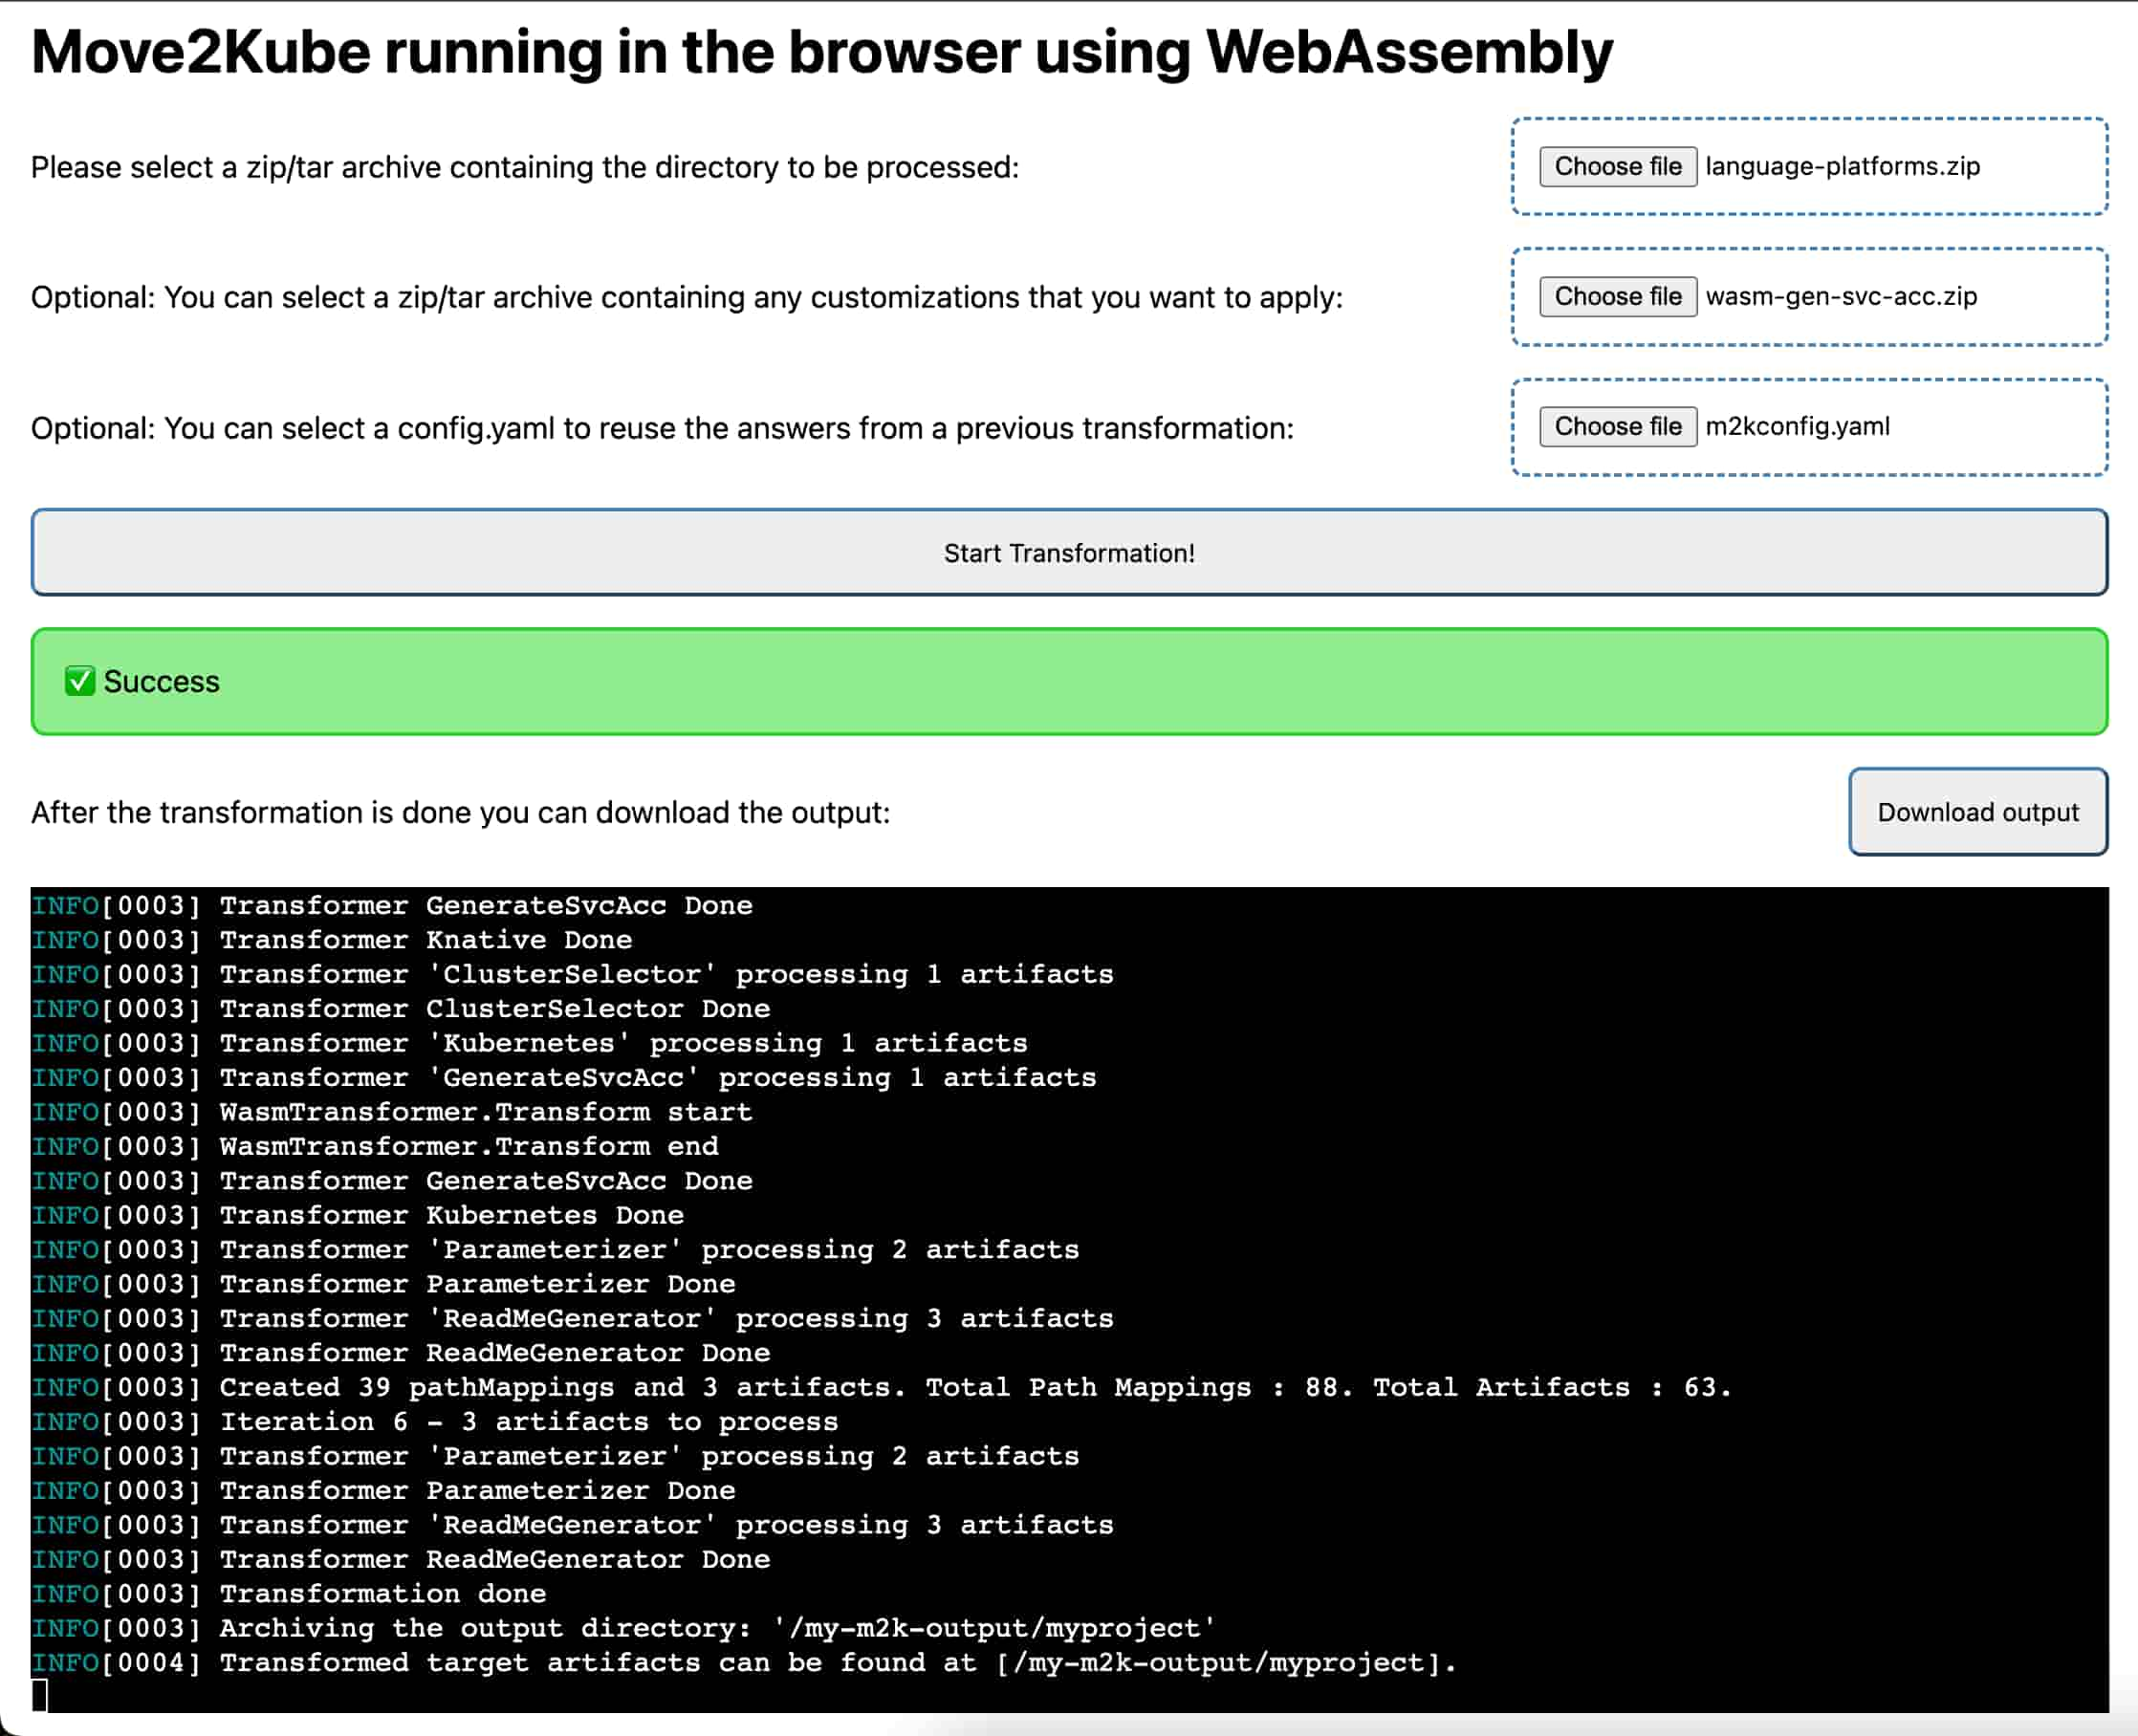 Move2Kube running in the browser using WebAssembly
Please select a zip/tar archive containing the directory to be processed:
Choose file language-platforms.zip
Optional: You can select a zip/tar archive containing any customizations that you want to apply:
Choose file wasm-gen-svc-acc.zip
Optional: You can select a config.yaml to reuse the answers from a previous transformation:
Choose file m2kconfig.yaml
Start Transformation!
✅ Success
After the transformation is done you can download the output:
Download output
INFO[0003] Transformer GenerateSvcAcc Done
INFO[0003] Transformer Knative Done
INFO[0003] Transformer 'ClusterSelector' processing 1 artifacts
INFO[0003] Transformer ClusterSelector Done
INFO[0003] Transformer 'Kubernetes' processing 1 artifacts
INFO[0003] Transformer 'GenerateSvcAcc' processing 1 artifacts
INFO[0003] WasmTransformer.Transform start
INFO[0003] WasmTransformer.Transform end
INFO[0003] Transformer GenerateSvcAcc Done
INFO[0003] Transformer Kubernetes Done
INFO[0003] Transformer 'Parameterizer' processing 2 artifacts
INFO[0003] Transformer Parameterizer Done
INFO[0003] Transformer 'ReadMeGenerator' processing 3 artifacts
INFO[0003] Transformer ReadMeGenerator Done
INFO[0003] Created 39 pathMappings and 3 artifacts. Total Path Mappings : 88. Total Artifacts : 63.
INFO[0003] Iteration 6 - 3 artifacts to process
INFO[0003] Transformer 'Parameterizer' processing 2 artifacts
INFO[0003] Transformer Parameterizer Done
INFO[0003] Transformer 'ReadMeGenerator' processing 3 artifacts
INFO[0003] Transformer ReadMeGenerator Done
INFO[0003] Transformation done
INFO[0003] Archiving the output directory: '/my-m2k-output/myproject'
INFO[0004] Transformed target artifacts can be found at [/my-m2k-output/myproject].